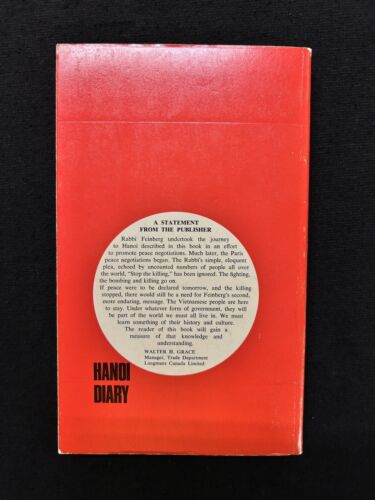 A STATEMENT
FROM THE PUBLISHER
Rabbi Feinberg undertook the journey
to Hanoi described in this book in an effort
to promote peace negotiations. Much later, the Paris
peace negotiations began. The Rabbi's simple, eloquent
plea, echoed by uncounted numbers of people all over
the world, "Stop the killing," has been ignored. The fighting,
the bombing and killing go on.
If peace were to be declared tomorrow, and the killing
stopped, there would still be a need for Feinberg's second,
more enduring, message. The Vietnamese people are here
to stay. Under whatever form of government, they will
be part of the world we must all live in. We must
learn something of their history and culture.
The reader of this book will gain a
measure of that knowledge and
understanding.
WALTER H. GRACE
Manager, Trade Department
Longmans Canada Limited
HANOI
DIARY